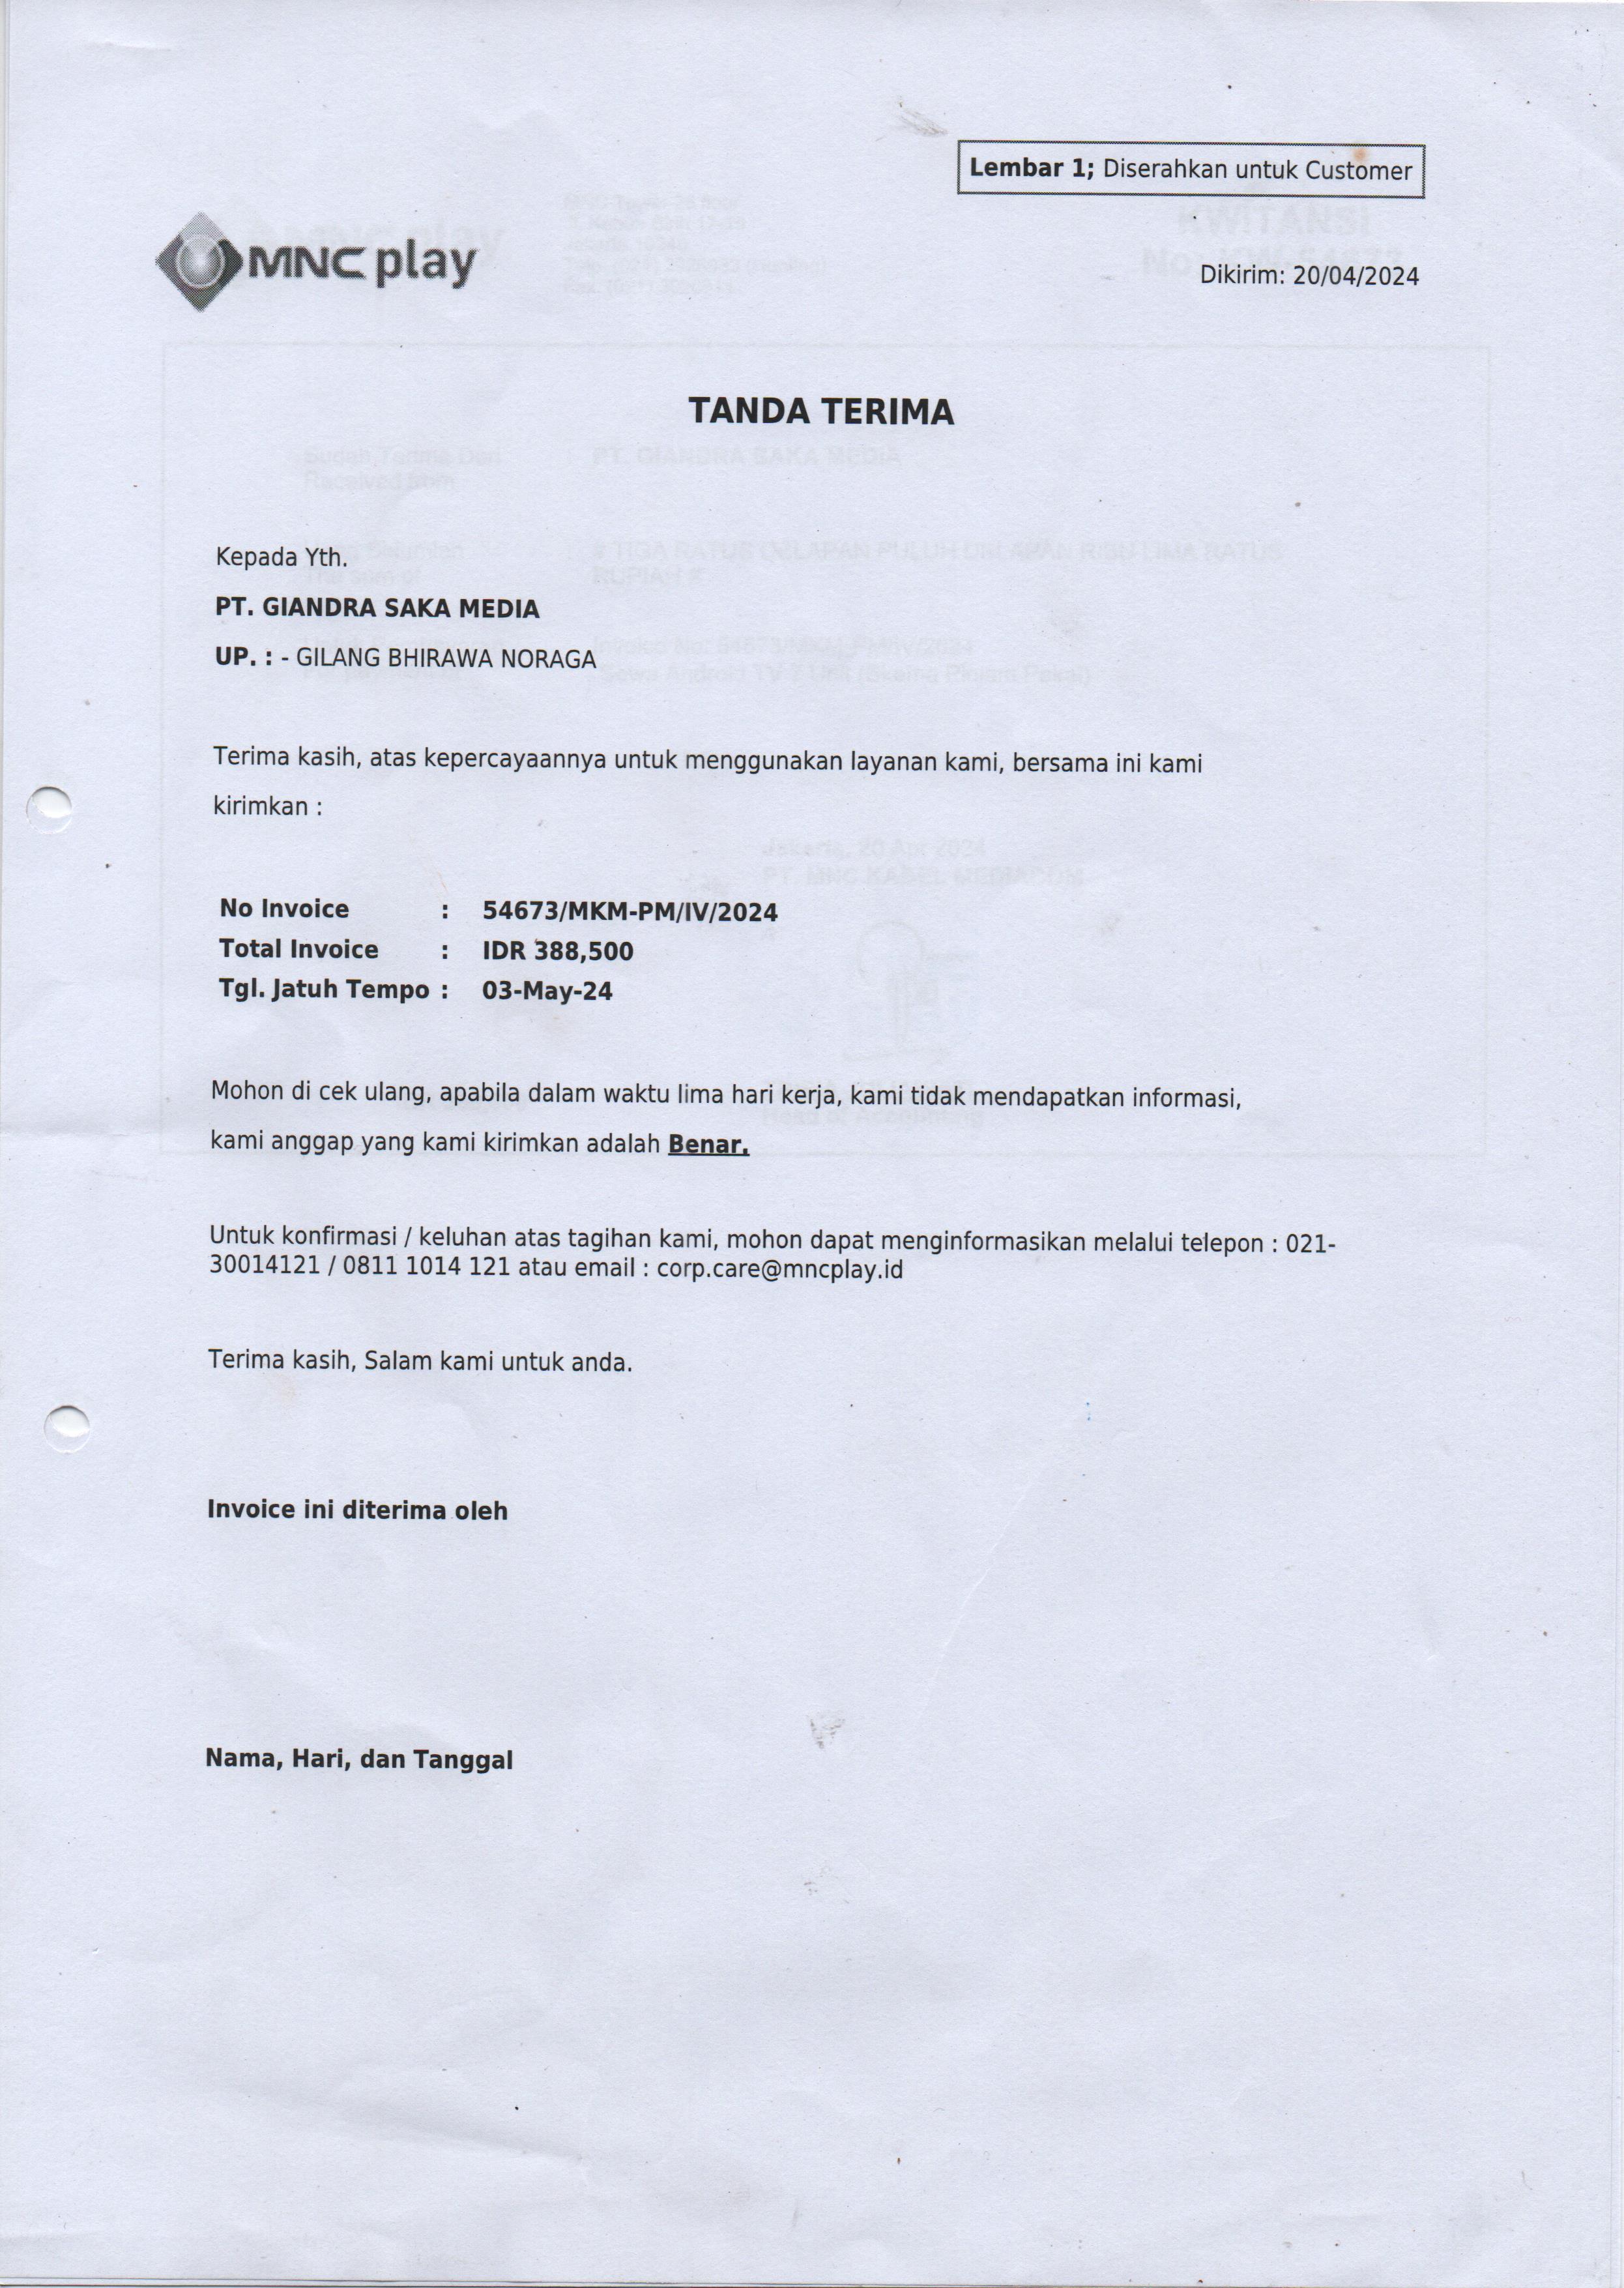 Lembar 1; Diserahkan untuk Customer
MNC play
Dikirim: 20/04/2024
TANDA TERIMA
Kepada Yth.
PT. GIANDRA SAKA MEDIA
UP. : - GILANG BHIRAWA NORAGA
Terima kasih, atas kepercayaannya untuk menggunakan layanan kami, bersama ini kami
kirimkan :
No Invoice : 54673/MKM-PM/IV/2024
Total Invoice : IDR 388,500
Tgl. Jatuh Tempo : 03-May-24
Mohon di cek ulang, apabila dalam waktu lima hari kerja, kami tidak mendapatkan informasi,
kami anggap yang kami kirimkan adalah Benar.
Untuk konfirmasi / keluhan atas tagihan kami, mohon dapat menginformasikan melalui telepon : 021-
30014121 / 0811 1014 121 atau email : corp.care@mncplay.id
Terima kasih, Salam kami untuk anda.
Invoice ini diterima oleh
Nama, Hari, dan Tanggal